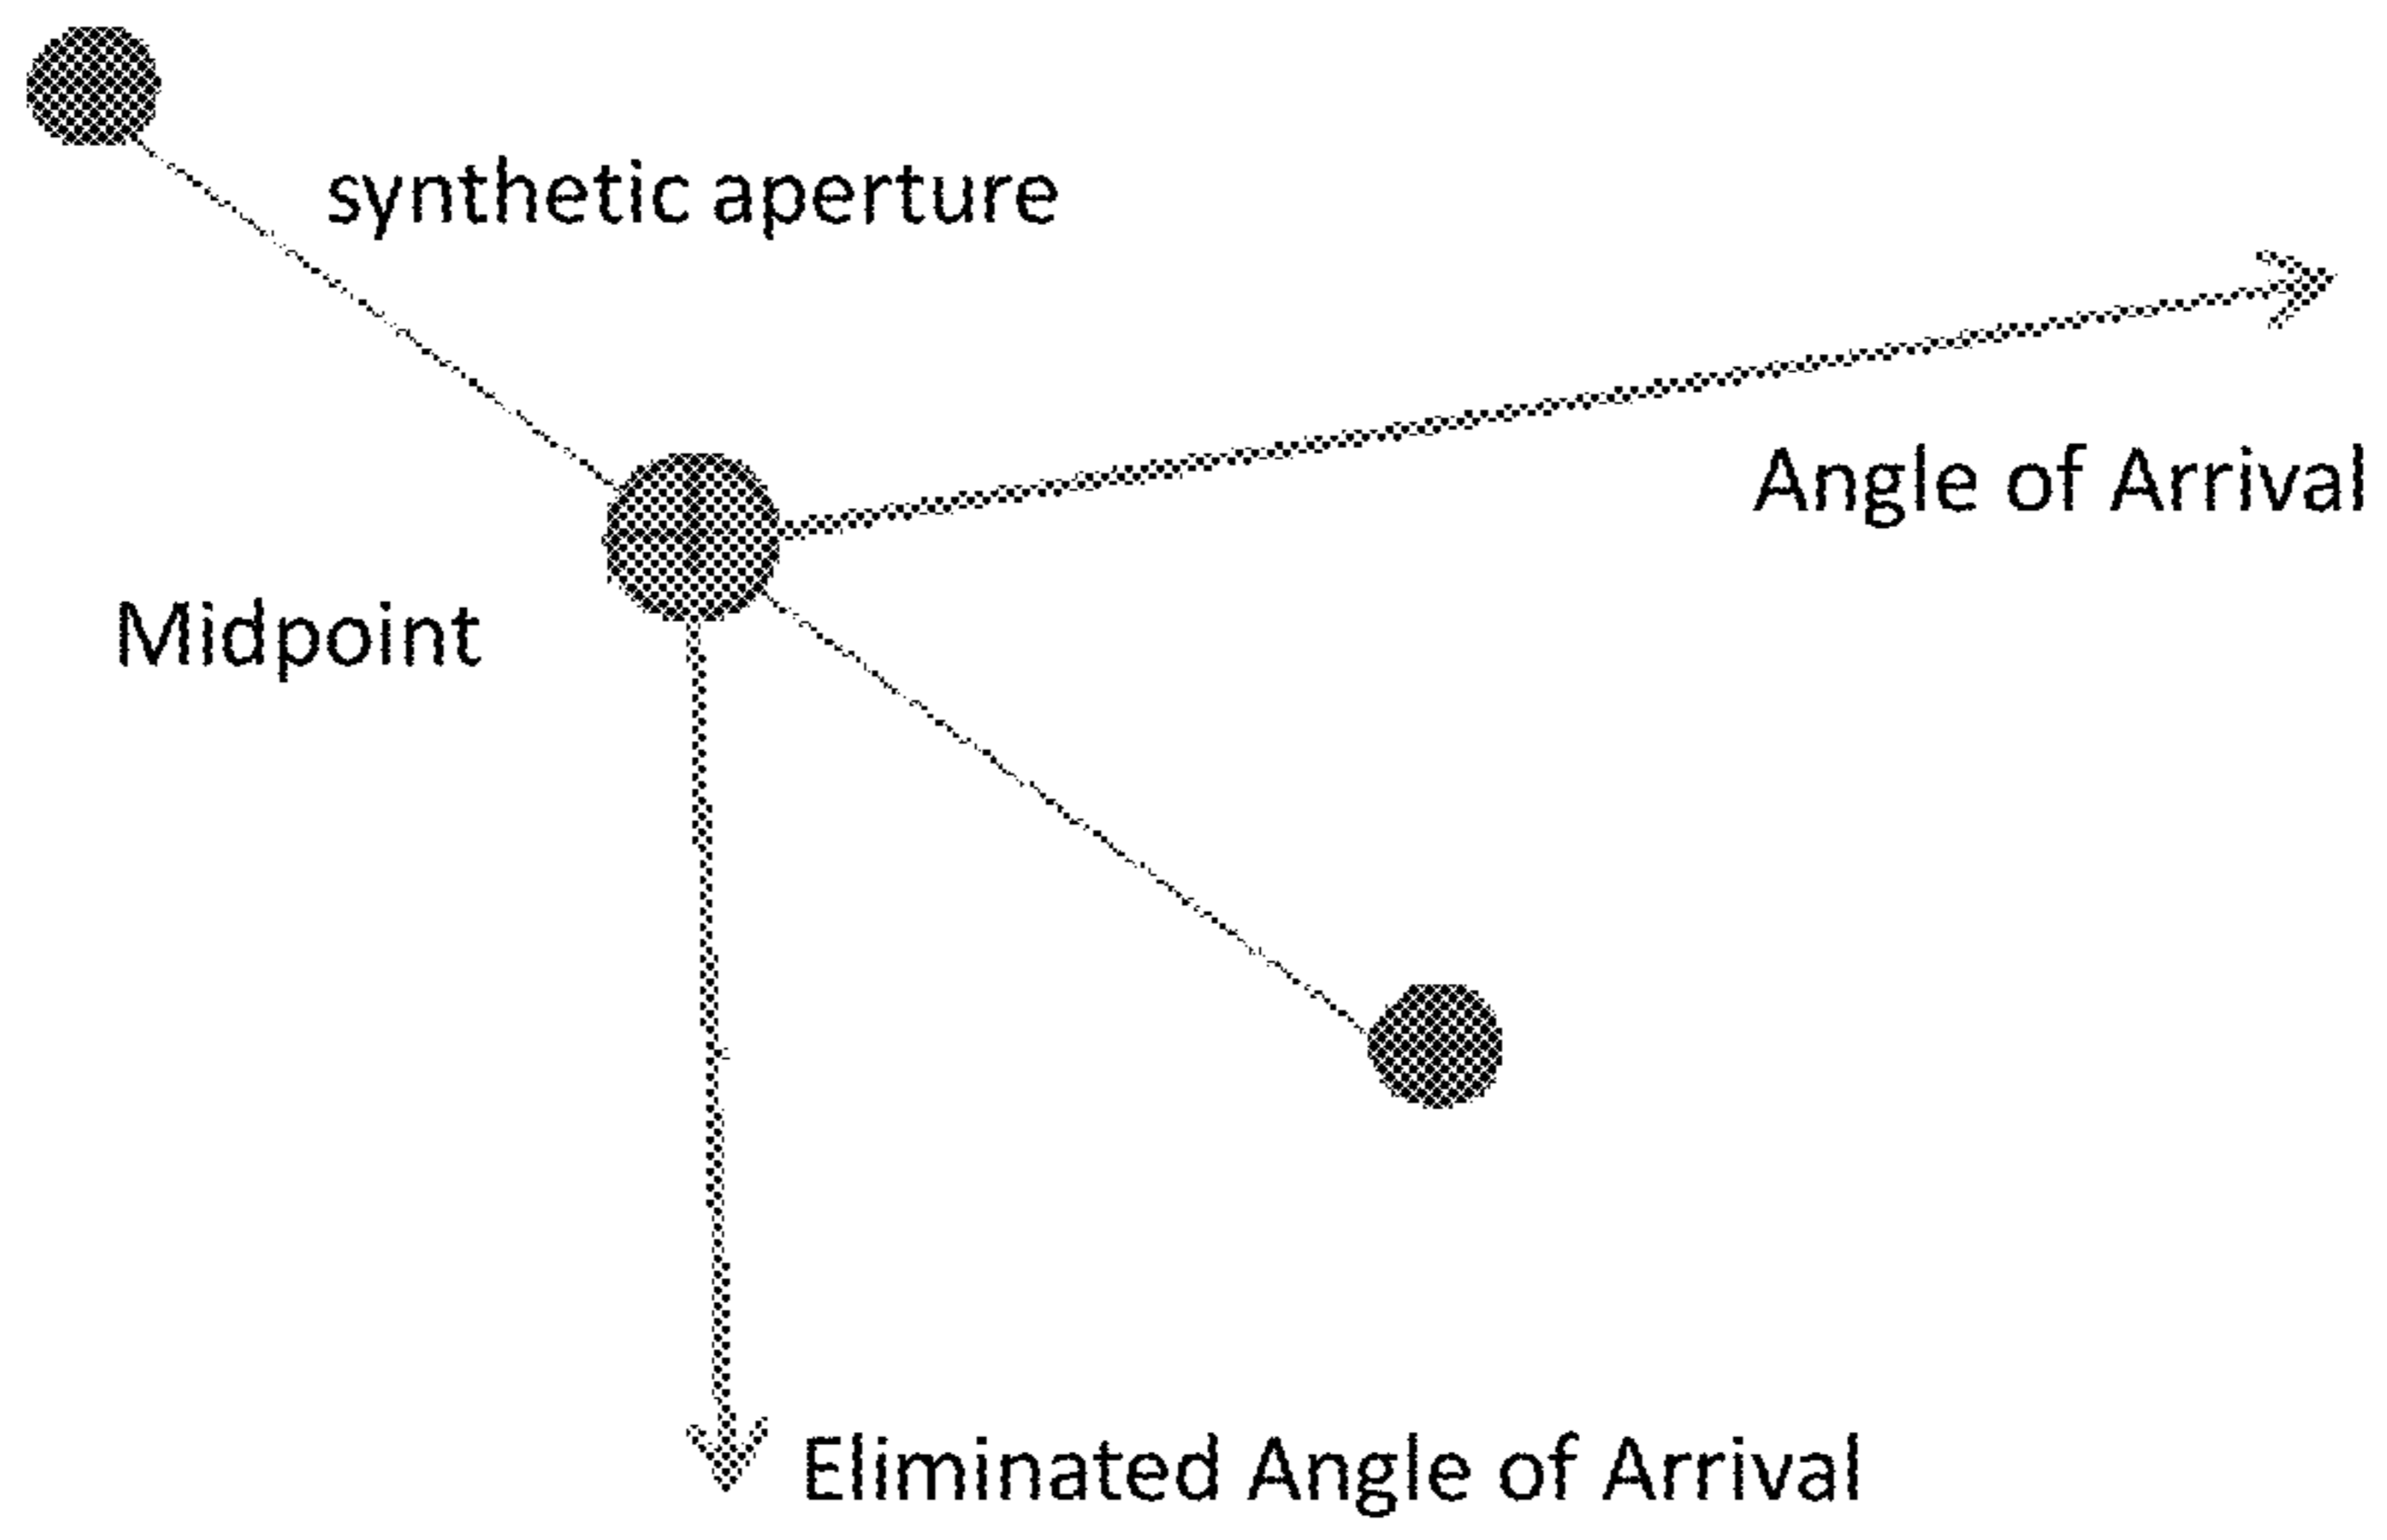 synthetic aperture
Angle of Arrival
Midpoint
Eliminated Angle of Arrival